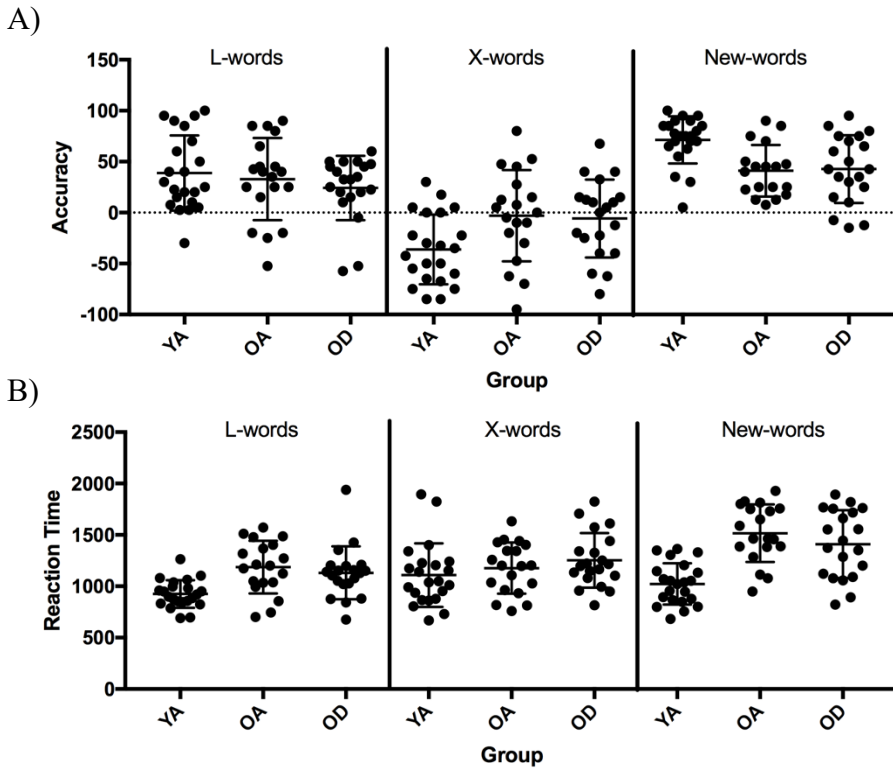 A)
L-words X-words New-words
150
100
50
0
-50
-100
Accuracy
YA OA OD YA OA OD YA OA OD
Group
B)
L-words X-words New-words
2500
2000
1500
1000
500
0
Reaction Time
YA OA OD YA OA OD YA OA OD
Group